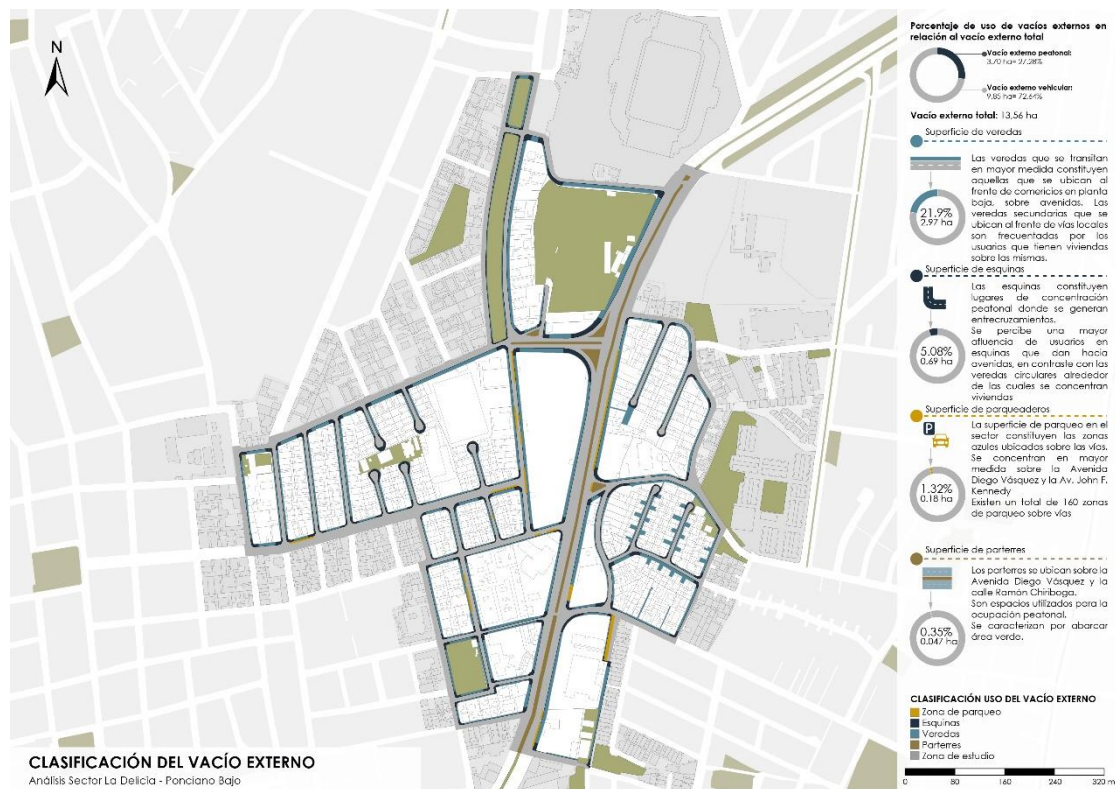 N
Porcentaje de uso de vacíos externos en
relación al vacío externo total
Vacío externo peatonal:
3.70 ha= 27.28%
Vacío externo vehicular:
9.85 ha= 72.64%
Vacío externo total: 13,56 ha
Superficie de veredas
Las veredas que se transitan
en mayor medida constituyen
aquellas que se ubican al
frente de comericios en planta
baja, sobre avenidas. Las
veredas secundarias que se
ubican al frente de vías locales
son frecuentadas por los
usuarios que tienen viviendas
sobre las mismas.
21.9%
2.97 ha
Superficie de esquinas
Las esquinas constituyen
lugares de concentración
peatonal donde se generan
entrecruzamientos.
Se percibe una mayor
afluencia de usuarios en
esquinas que dan hacia
avenidas, en contraste con las
veredas circulares alrededor
de las cuales se concentran
viviendas
5.08%
0.69 ha
Superficie de parqueaderos
P
La superficie de parqueo en el
sector constituyen las zonas
azules ubicadas sobre las vías.
Se concentran en mayor
medida sobre la Avenida
Diego Vásquez y la Av. John F.
Kennedy
Existen un total de 160 zonas
de parqueo sobre vías
1.32%
0.18 ha
Superficie de parterres
Los parterres se ubican sobre la
Avenida Diego Vásquez y la
calle Ramón Chiriboga.
Son espacios utilizados para la
ocupación peatonal.
Se caracterizan por abarcar
área verde.
0.35%
0.047 ha
CLASIFICACIÓN USO DEL VACÍO EXTERNO
Zona de parqueo
Esquinas
Veredas
Parterres
Zona de estudio
0 80 160 240 320 m
CLASIFICACIÓN DEL VACÍO EXTERNO
Análisis Sector La Delicia - Ponciano Bajo